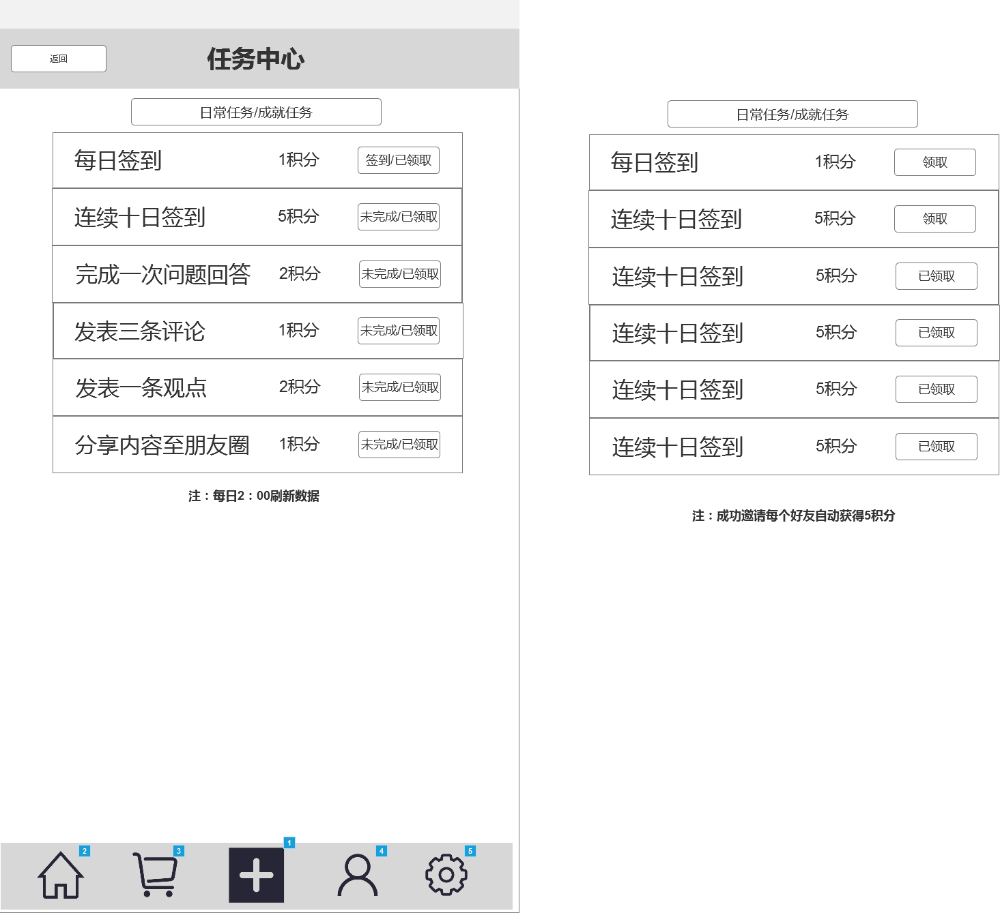 返回
任务中心
日常任务/成就任务
每日签到 1积分 签到/已领取
连续十日签到 5积分 未完成/已领取
完成一次问题回答 2积分 未完成/已领取
发表三条评论 1积分 未完成/已领取
发表一条观点 2积分 未完成/已领取
分享内容至朋友圈 1积分 未完成/已领取
注：每日2：00刷新数据
2
3
1
4
5
日常任务/成就任务
每日签到 1积分 领取
连续十日签到 5积分 领取
连续十日签到 5积分 已领取
连续十日签到 5积分 已领取
连续十日签到 5积分 已领取
连续十日签到 5积分 已领取
注：成功邀请每个好友自动获得5积分